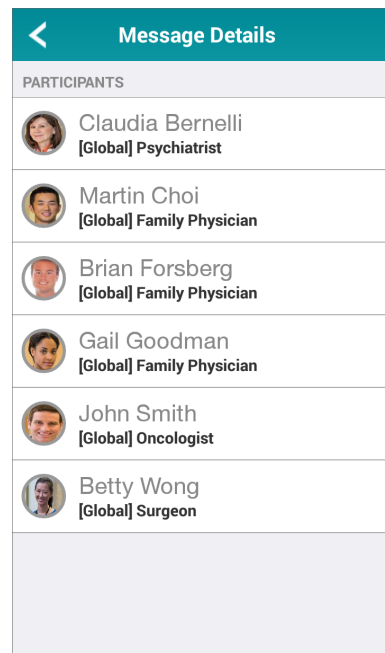 Message Details
PARTICIPANTS
Claudia Bernelli
[Global] Psychiatrist
Martin Choi
[Global] Family Physician
Brian Forsberg
[Global] Family Physician
Gail Goodman
[Global] Family Physician
John Smith
[Global] Oncologist
Betty Wong
[Global] Surgeon